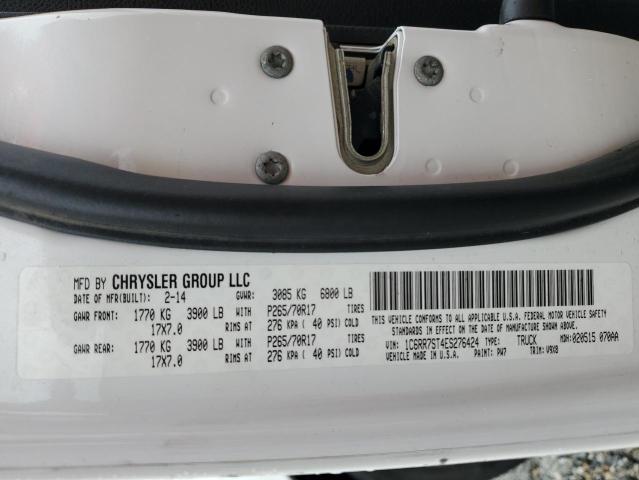 MFD BY CHRYSLER GROUP LLC
DATE OF MFR(BUILT): 2-14 GVWR: 3085 KG 6800 LB
GAWR FRONT: 1770 KG 3900 LB WITH P265/70R17 TIRES
17X7.0 RIMS AT 276 KPA ( 40 PSI) COLD
GAWR REAR: 1770 KG 3900 LB WITH P265/70R17 TIRES
17X7.0 RIMS AT 276 KPA ( 40 PSI) COLD
THIS VEHICLE CONFORMS TO ALL APPLICABLE U.S.A. FEDERAL MOTOR VEHICLE SAFETY
STANDARDS IN EFFECT ON THE DATE OF MANUFACTURE SHOWN ABOVE.
VIN: 1C6RR7ST4ES276424 TYPE: TRUCK MDH:020515 070AA
VEHICLE MADE IN U.S.A. PAINT: PW7 TRIM: V9X8